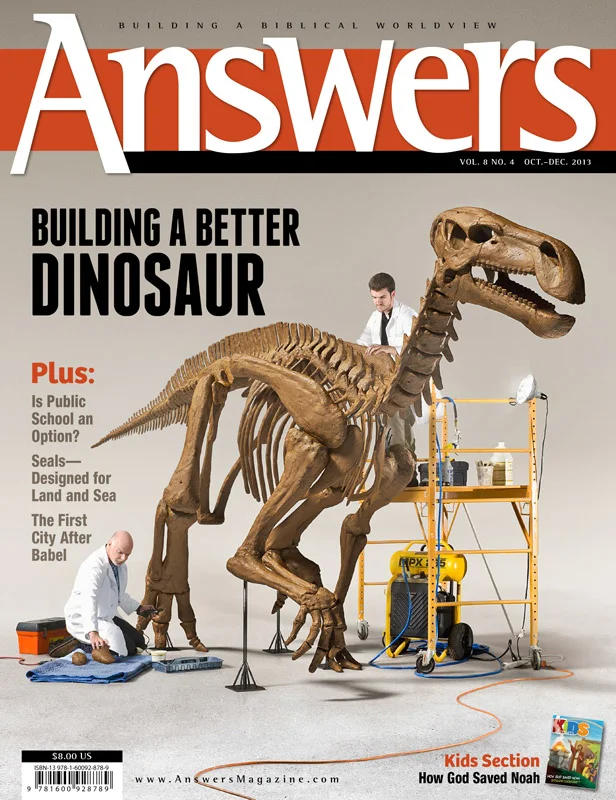 BUILDING A BIBLICAL WORLDVIEW
Answers
VOL. 8 NO. 4 OCT.–DEC. 2013
BUILDING A BETTER
DINOSAUR
Plus:
Is Public
School an
Option?
Seals—
Designed for
Land and Sea
The First
City After
Babel
$8.00 US
ISBN-13 978-1-60092-878-9
9 781600 928789
www.AnswersMagazine.com
Kids Section
How God Saved Noah
KIDS